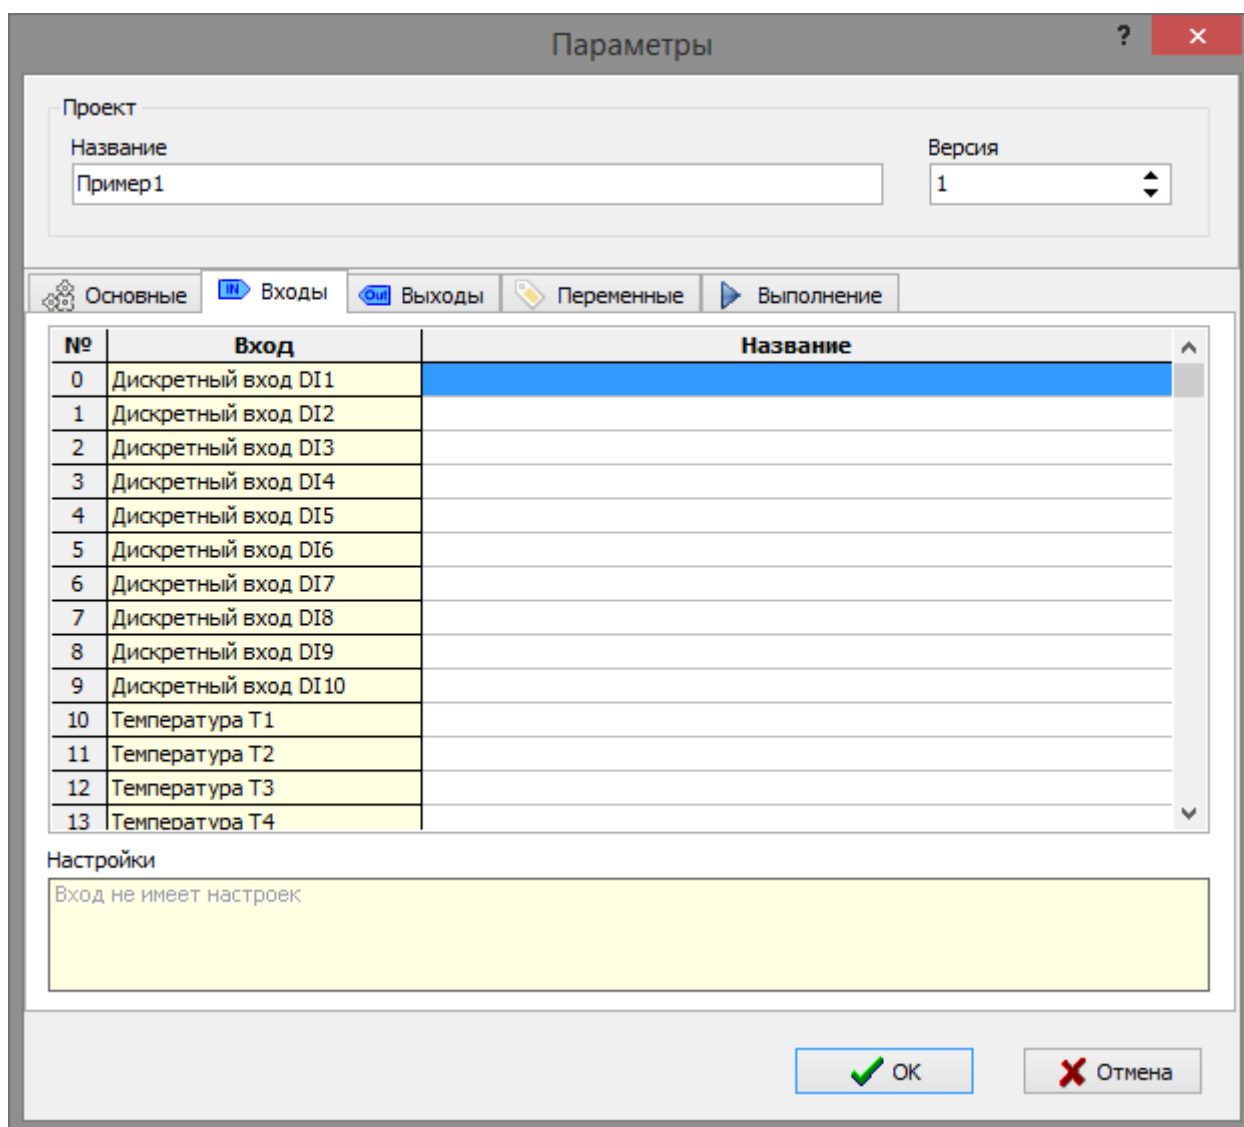 Параметры ?
Проект
Название Версия
Пример1 1
Основные IN Входы Out Выходы Переменные Выполнение
№ Вход Название
0 Дискретный вход DI1
1 Дискретный вход DI2
2 Дискретный вход DI3
3 Дискретный вход DI4
4 Дискретный вход DI5
5 Дискретный вход DI6
6 Дискретный вход DI7
7 Дискретный вход DI8
8 Дискретный вход DI9
9 Дискретный вход DI10
10 Температура T1
11 Температура T2
12 Температура T3
13 Температура T4
Настройки
Вход не имеет настроек
OK Отмена